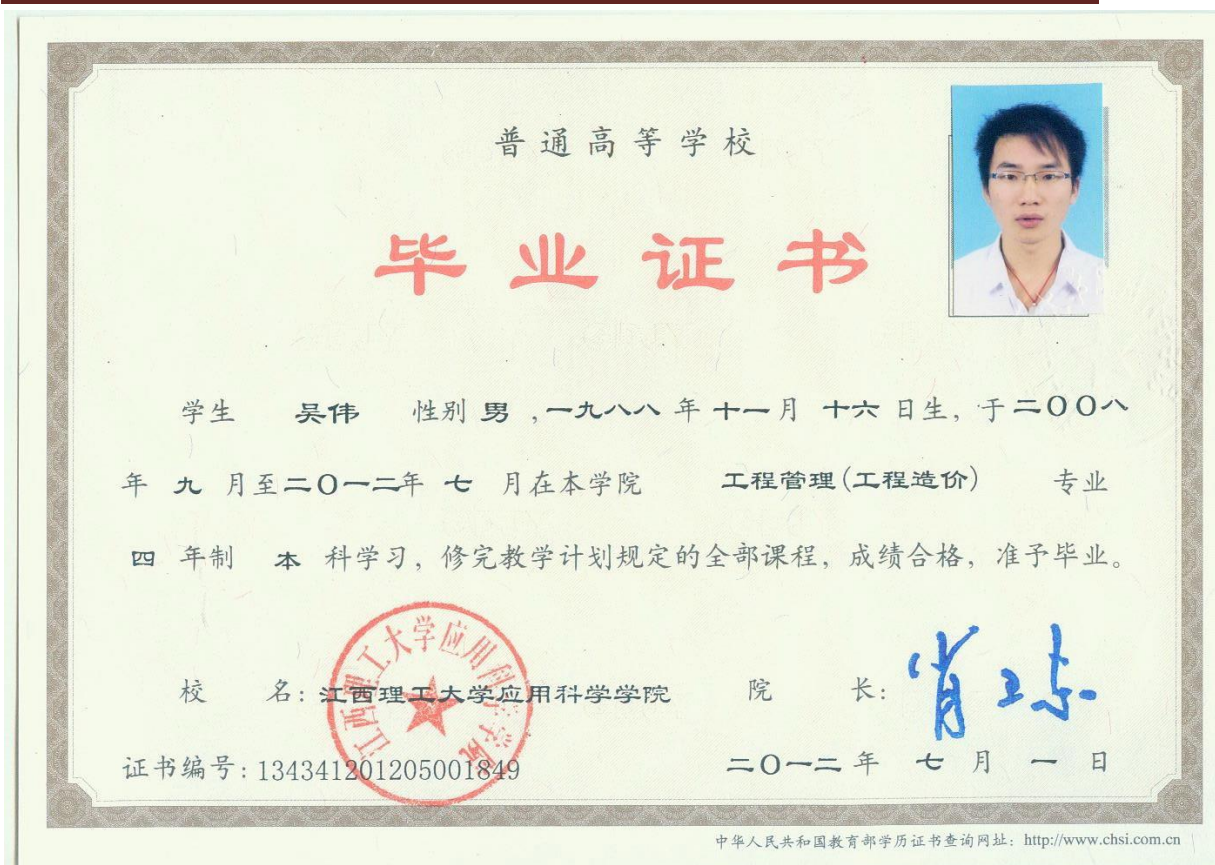 普通高等学校
毕业证书
学生 吴伟 性别 男 ，一九八八 年 十一 月 十六 日生，于 二〇〇八
年 九 月至 二〇一二 年 七 月在本学院 工程管理(工程造价) 专业
四 年制 本 科学习，修完教学计划规定的全部课程，成绩合格，准予毕业。
江西理工大学应用科学学院
校 名：江西理工大学应用科学学院 院 长：肖
证书编号：134341201205001849 二〇一二 年 七 月 一 日
中华人民共和国教育部学历证书查询网址：http://www.chsi.com.cn